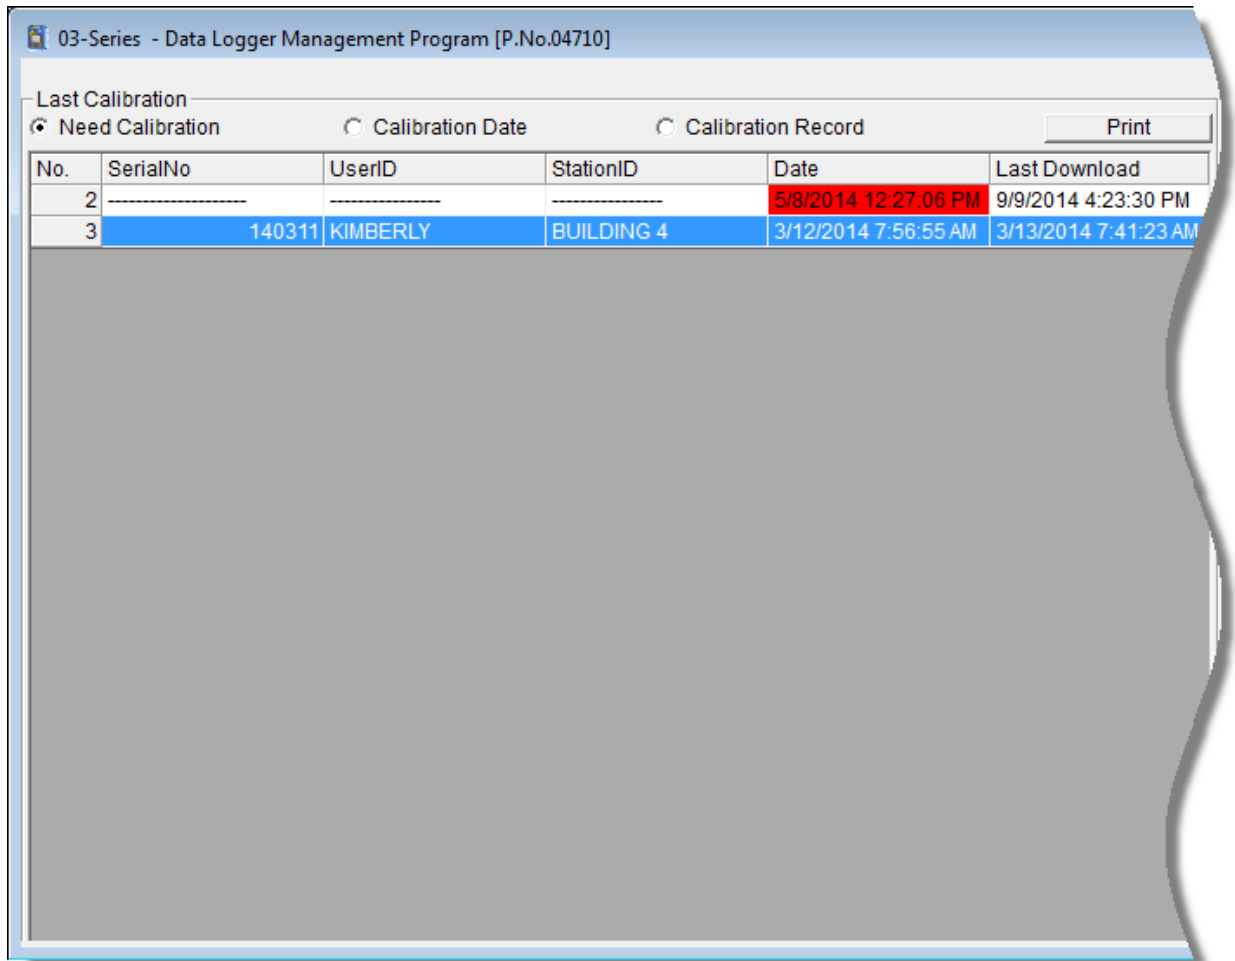 03-Series - Data Logger Management Program [P.No.04710]
Last Calibration
Need Calibration Calibration Date Calibration Record Print
No. SerialNo UserID StationID Date Last Download
2 -------------------- ---------------- ---------------- 5/8/2014 12:27:06 PM 9/9/2014 4:23:30 PM
3 140311 KIMBERLY BUILDING 4 3/12/2014 7:56:55 AM 3/13/2014 7:41:23 AM